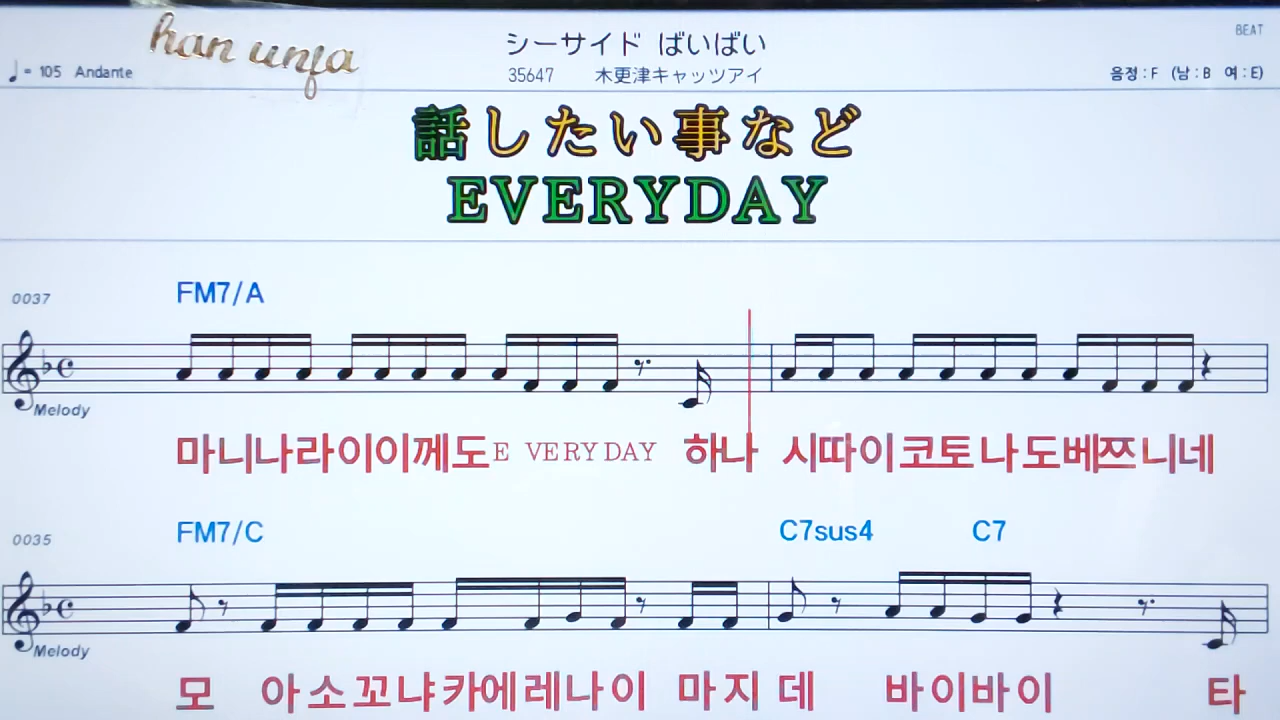 han unja
シーサイド ばいばい
BEAT
♩= 105 Andante
35647 木更津キャッツアイ
음정 : F (남 : B 여 : E)
話したい事など
EVERYDAY
0037
FM7/A
Melody
마니나라이이께도E VERYDAY 하나 시따이코토나도베쯔니네
0035
FM7/C C7sus4 C7
Melody
모 아소꼬냐카에레나이 마지데 바이바이 타